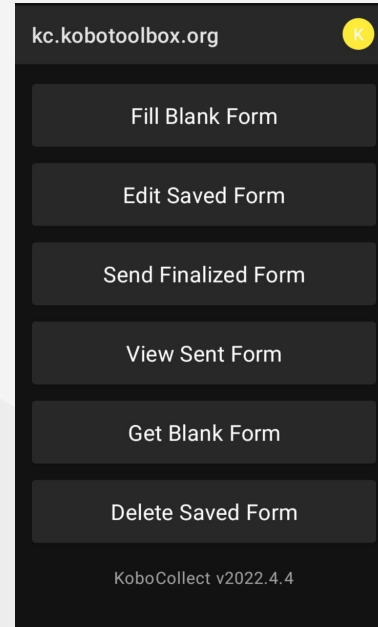 kc.kobotoolbox.org
K
Fill Blank Form
Edit Saved Form
Send Finalized Form
View Sent Form
Get Blank Form
Delete Saved Form
KoboCollect v2022.4.4